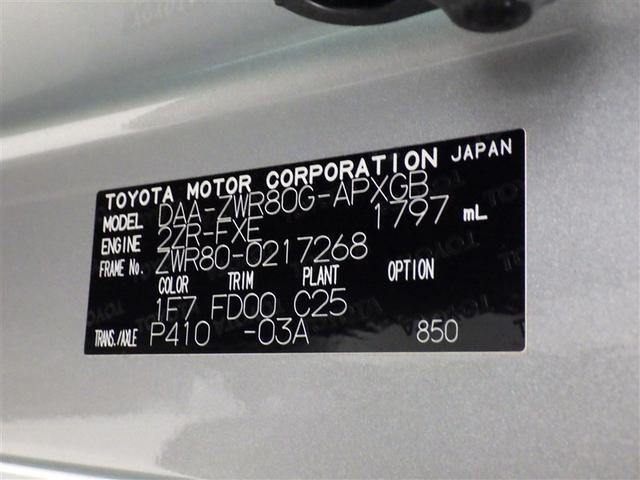 TOYOTA MOTOR CORPORATION JAPAN
MODEL DAA-ZWR80G-APXGB
ENGINE 2ZR-FXE 1797 mL
FRAME No. ZWR80-0217268
COLOR TRIM PLANT OPTION
1F7 FD00 C25
TRANS./AXLE P410 -03A 850